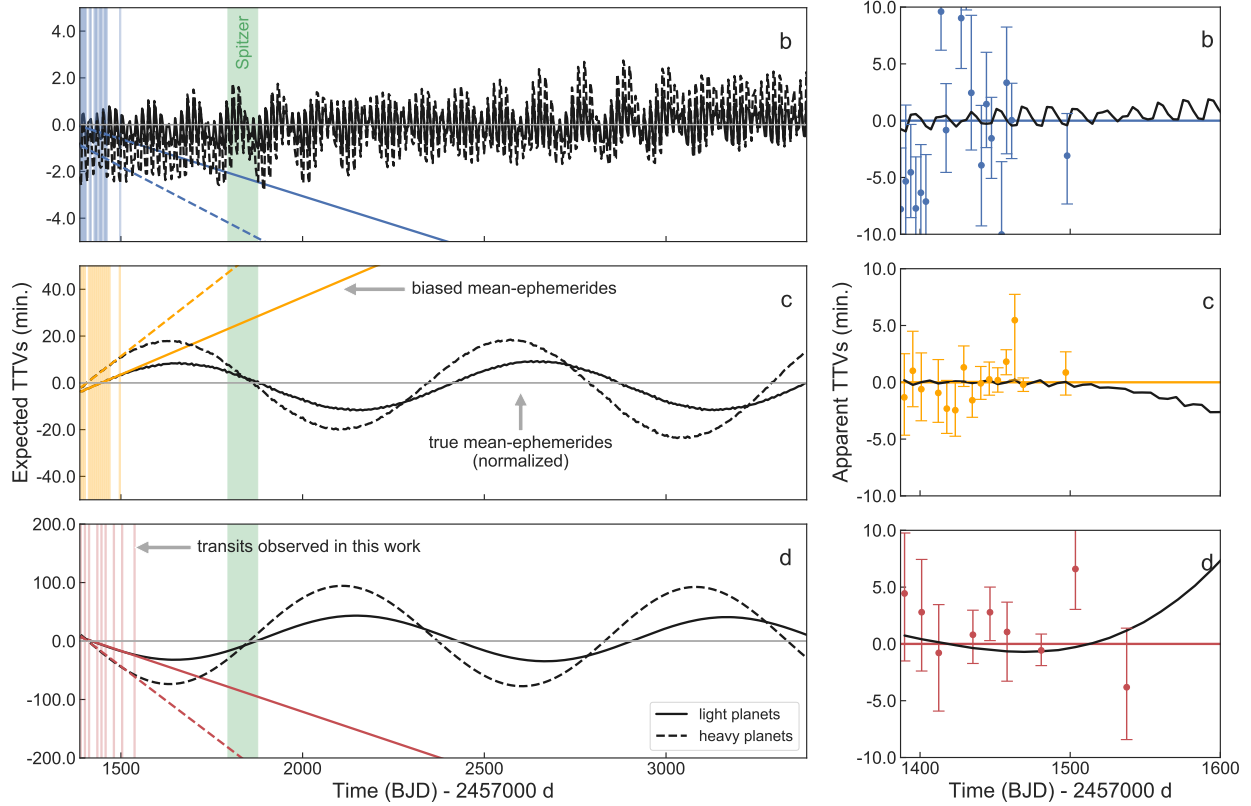 4.0
2.0
0.0
-2.0
-4.0
Spitzer
b
10.0
5.0
0.0
-5.0
-10.0
b
Expected TTVs (min.)
40.0
20.0
0.0
-20.0
-40.0
biased mean-ephemerides
c
true mean-ephemerides
(normalized)
Apparent TTVs (min.)
10.0
5.0
0.0
-5.0
-10.0
c
200.0
100.0
0.0
-100.0
-200.0
transits observed in this work
d
light planets
heavy planets
1500
2000
2500
3000
Time (BJD) - 2457000 d
10.0
5.0
0.0
-5.0
-10.0
d
1400
1500
1600
Time (BJD) - 2457000 d